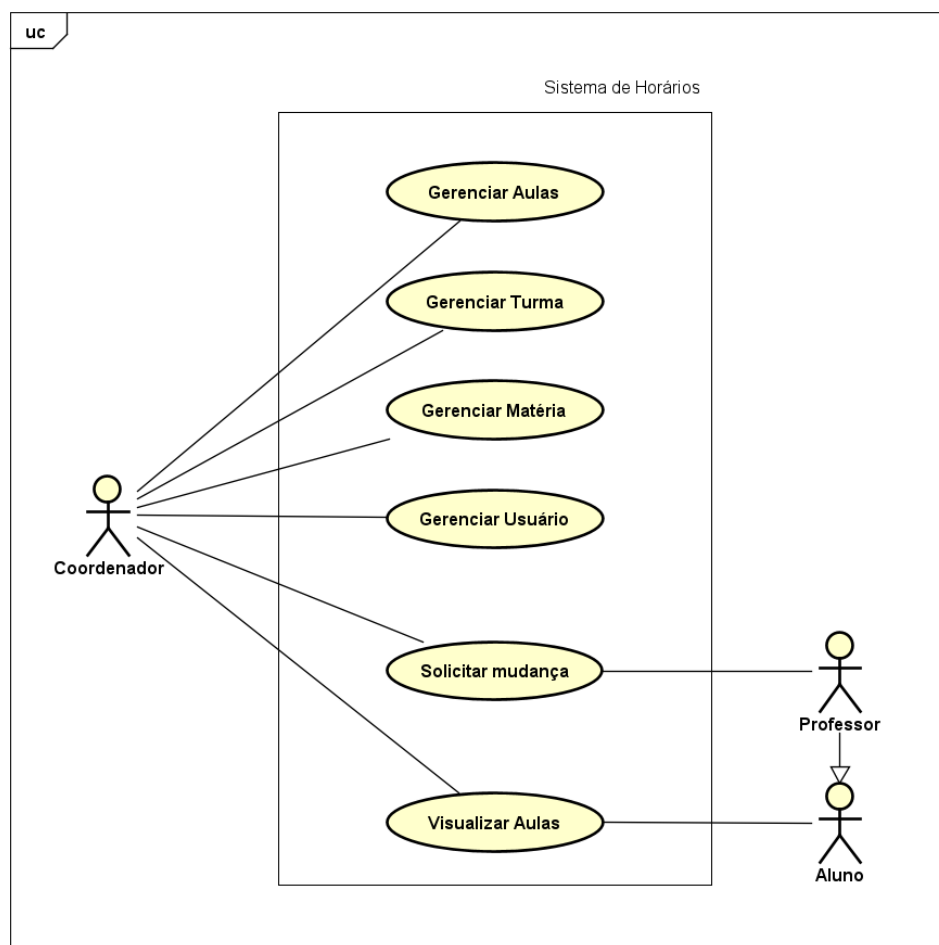 uc
Sistema de Horários
Gerenciar Aulas
Gerenciar Turma
Gerenciar Matéria
Gerenciar Usuário
Coordenador
Solicitar mudança
Professor
Visualizar Aulas
Aluno